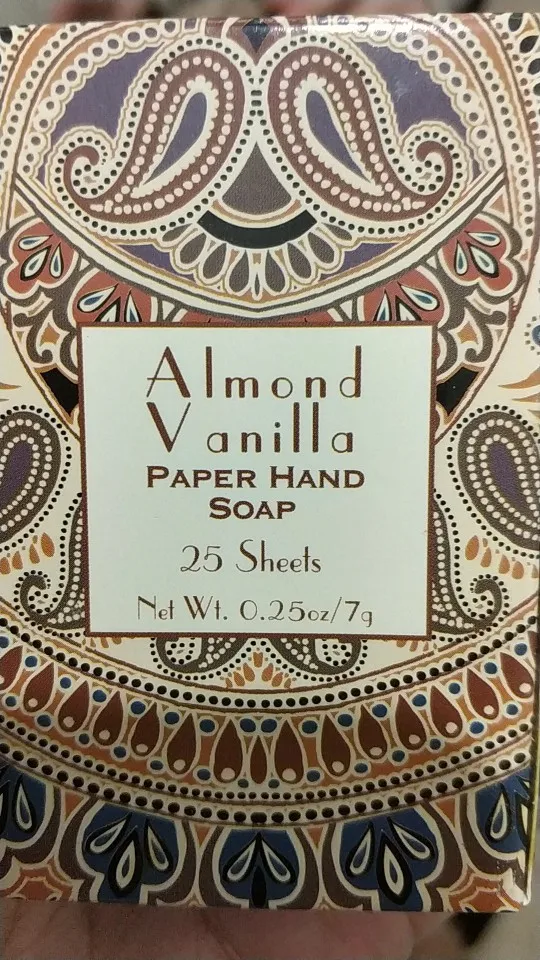 Almond
Vanilla
PAPER HAND
SOAP
25 Sheets
Net Wt. 0.25oz/7g